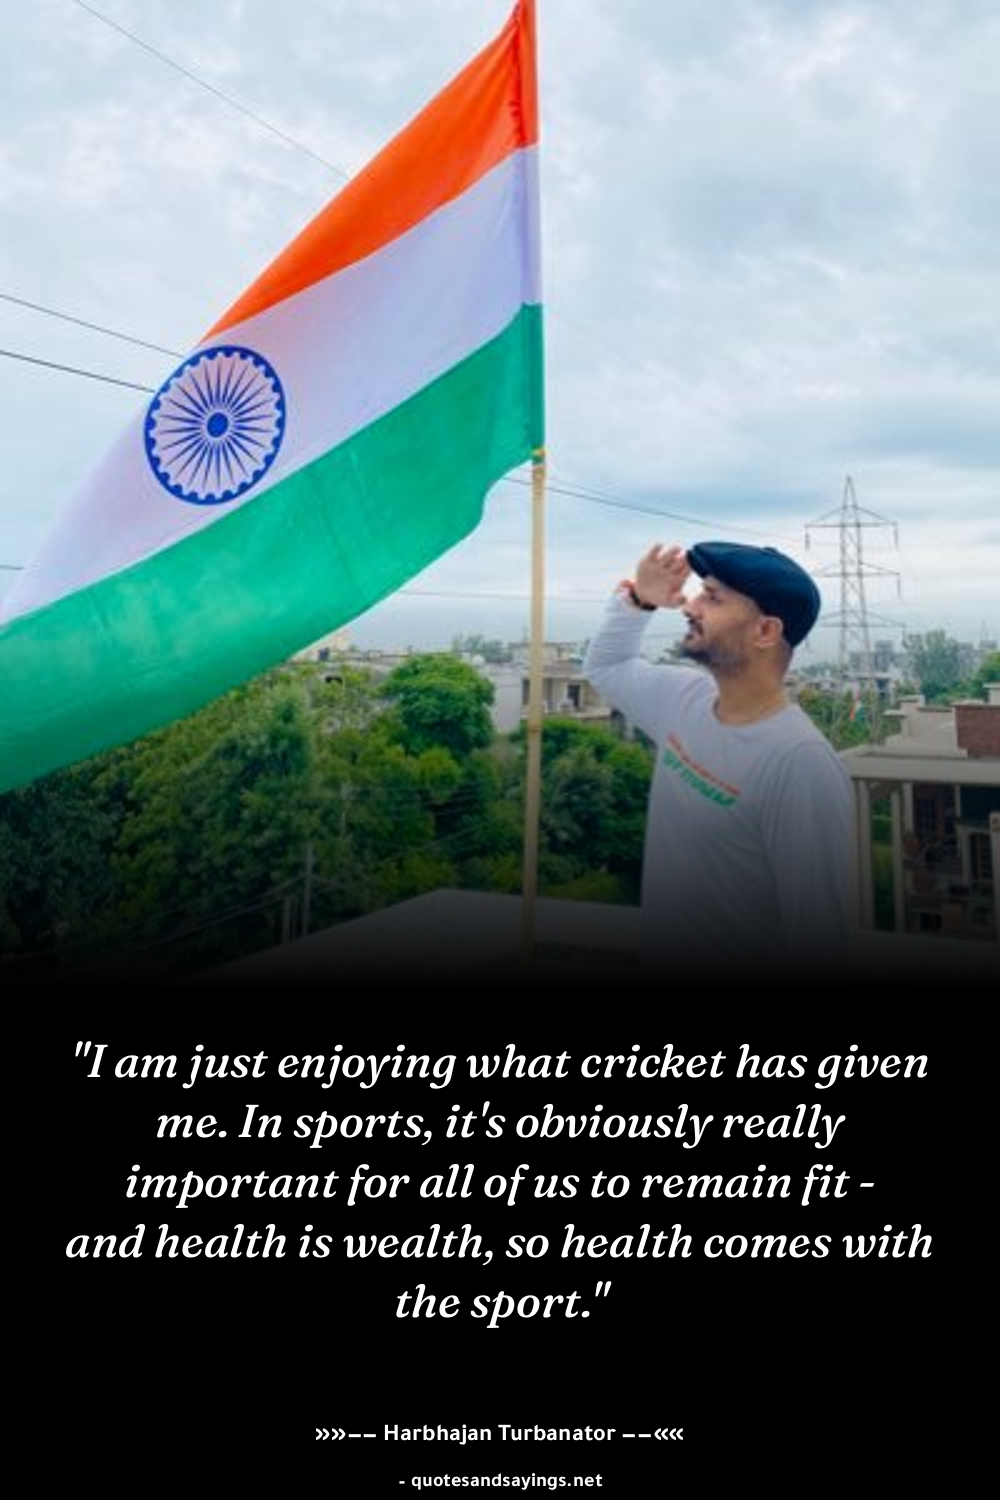 "I am just enjoying what cricket has given
me. In sports, it's obviously really
important for all of us to remain fit -
and health is wealth, so health comes with
the sport."
»»−− Harbhajan Turbanator −−««
- quotesandsayings.net